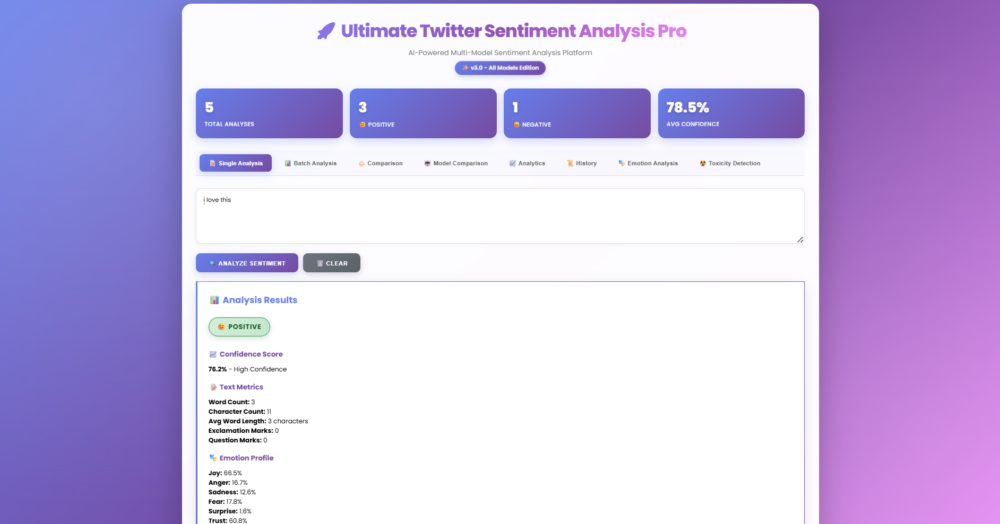 Ultimate Twitter Sentiment Analysis Pro
AI-Powered Multi-Model Sentiment Analysis Platform
v3.0 - All Models Edition
5
TOTAL ANALYSES
3
POSITIVE
1
NEGATIVE
78.5%
AVG CONFIDENCE
Single Analysis
Batch Analysis
Comparison
Model Comparison
Analytics
History
Emotion Analysis
Toxicity Detection
i love this
ANALYZE SENTIMENT
CLEAR
Analysis Results
POSITIVE
Confidence Score
76.2% - High Confidence
Text Metrics
Word Count: 3
Character Count: 11
Avg Word Length: 3 characters
Exclamation Marks: 0
Question Marks: 0
Emotion Profile
Joy: 66.5%
Anger: 16.7%
Sadness: 12.6%
Fear: 17.8%
Surprise: 1.6%
Trust: 60.8%